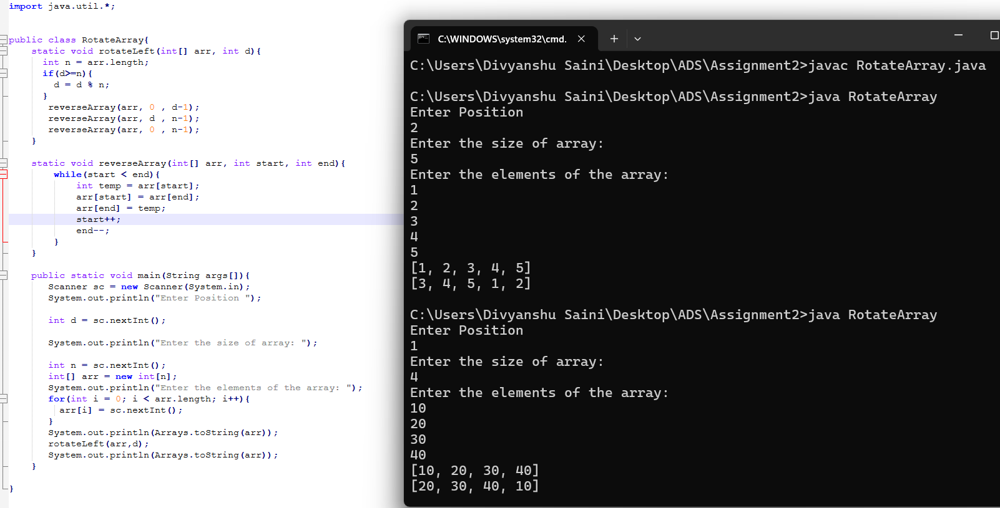 import java.util.*;
public class RotateArray{
static void rotateLeft(int[] arr, int d){
int n = arr.length;
if(d>=n){
d = d % n;
}
reverseArray(arr, 0 , d-1);
reverseArray(arr, d , n-1);
reverseArray(arr, 0 , n-1);
}
static void reverseArray(int[] arr, int start, int end){
while(start < end){
int temp = arr[start];
arr[start] = arr[end];
arr[end] = temp;
start++;
end--;
}
}
public static void main(String args[]){
Scanner sc = new Scanner(System.in);
System.out.println("Enter Position ");
int d = sc.nextInt();
System.out.println("Enter the size of array: ");
int n = sc.nextInt();
int[] arr = new int[n];
System.out.println("Enter the elements of the array: ");
for(int i = 0; i < arr.length; i++){
arr[i] = sc.nextInt();
}
System.out.println(Arrays.toString(arr));
rotateLeft(arr,d);
System.out.println(Arrays.toString(arr));
}
}
C:\WINDOWS\system32\cmd.
C:\Users\Divyanshu Saini\Desktop\ADS\Assignment2>javac RotateArray.java
C:\Users\Divyanshu Saini\Desktop\ADS\Assignment2>java RotateArray
Enter Position
2
Enter the size of array:
5
Enter the elements of the array:
1
2
3
4
5
[1, 2, 3, 4, 5]
[3, 4, 5, 1, 2]
C:\Users\Divyanshu Saini\Desktop\ADS\Assignment2>java RotateArray
Enter Position
1
Enter the size of array:
4
Enter the elements of the array:
10
20
30
40
[10, 20, 30, 40]
[20, 30, 40, 10]